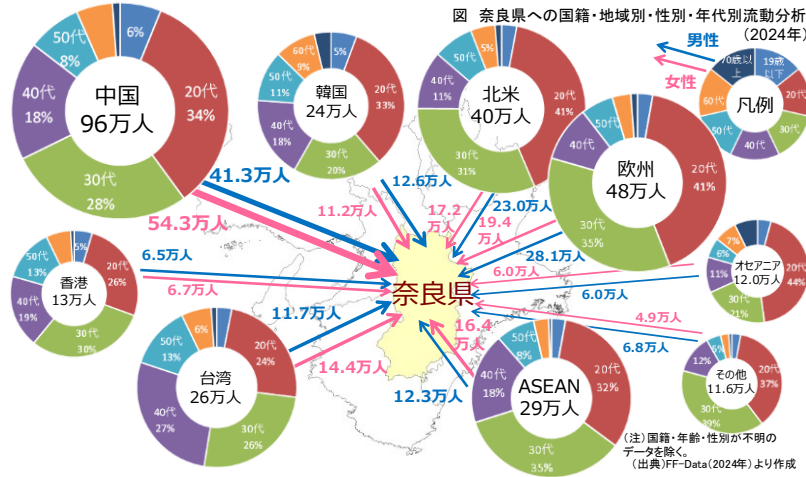 図 奈良県への国籍・地域別・性別・年代別流動分析
(2024年)
男性
女性
凡例
70歳以上
19歳以下
20代
30代
40代
50代
60代
中国
96万人
6%
20代
34%
30代
28%
40代
18%
50代
8%
韓国
24万人
5%
20代
33%
30代
20%
40代
18%
50代
11%
60代
9%
北米
40万人
20代
41%
30代
31%
40代
11%
50代
5%
欧州
48万人
20代
41%
30代
35%
40代
50代
オセアニア
12.0万人
20代
44%
30代
21%
11%
6%
7%
その他
11.6万人
20代
37%
30代
39%
12%
6%
ASEAN
29万人
20代
32%
30代
35%
40代
18%
50代
8%
台湾
26万人
20代
24%
30代
26%
40代
27%
50代
13%
6%
香港
13万人
5%
20代
26%
30代
30%
40代
19%
50代
13%
奈良県
41.3万人
54.3万人
12.6万人
11.2万人
17.2
万人
23.0万人
19.4
万人
28.1万人
6.0万人
6.0万人
4.9万人
6.8万人
16.4
万人
12.3万人
11.7万人
14.4万人
6.5万人
6.7万人
(注)国籍・年齢・性別が不明の
データを除く。
(出典)FF-Data(2024年)より作成